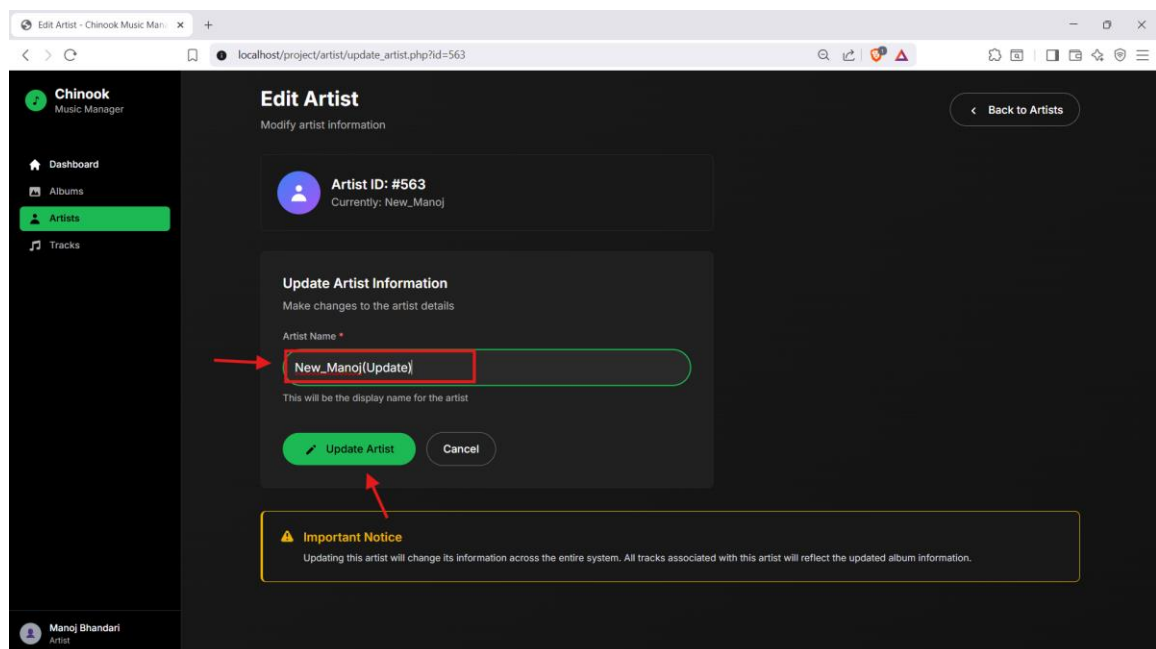 Edit Artist - Chinook Music Man
localhost/project/artist/update_artist.php?id=563
Chinook
Music Manager
Dashboard
Albums
Artists
Tracks
Edit Artist
Modify artist information
Back to Artists
Artist ID: #563
Currently: New_Manoj
Update Artist Information
Make changes to the artist details
Artist Name *
New_Manoj(Update)
This will be the display name for the artist
Update Artist
Cancel
Important Notice
Updating this artist will change its information across the entire system. All tracks associated with this artist will reflect the updated album information.
Manoj Bhandari
Artist